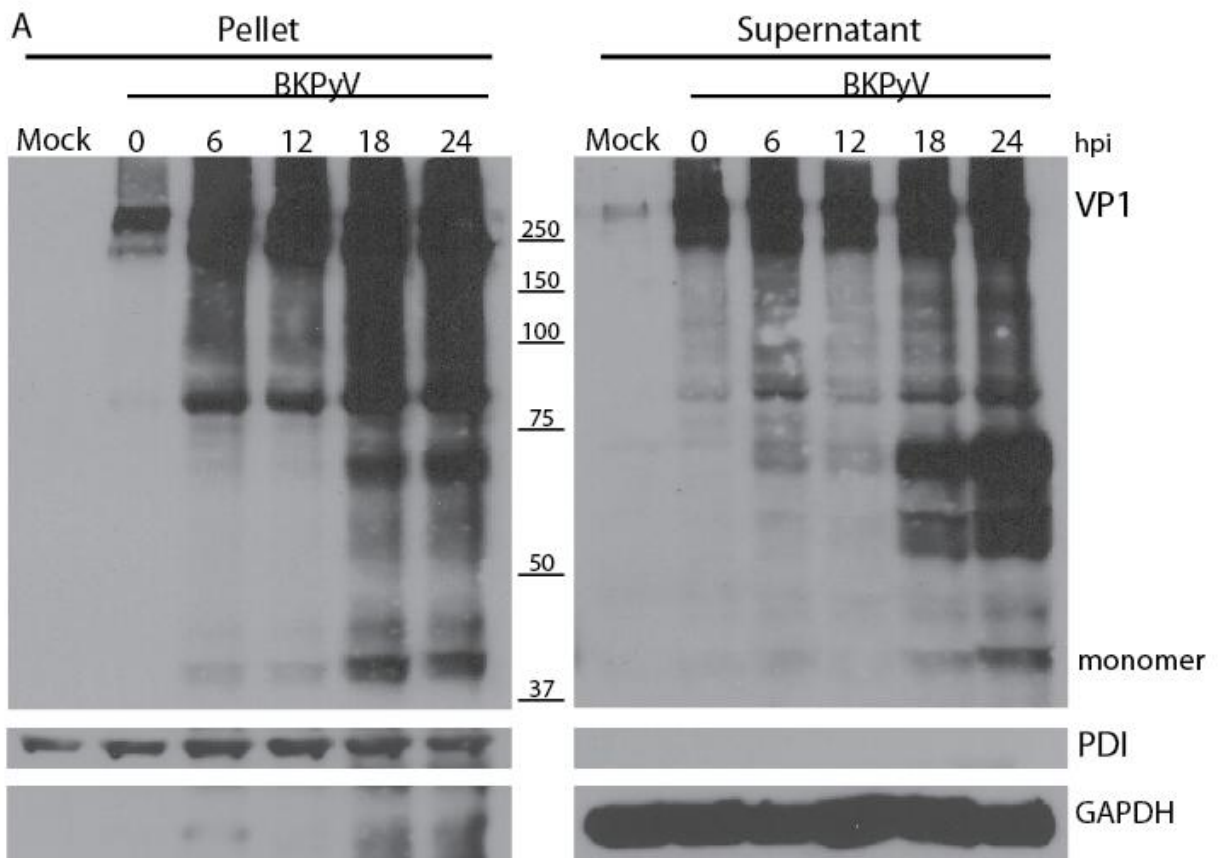 A
Pellet Supernatant
BKPyV BKPyV
Mock 0 6 12 18 24 Mock 0 6 12 18 24 hpi
VP1
250
150
100
75
50
monomer
37
PDI
GAPDH